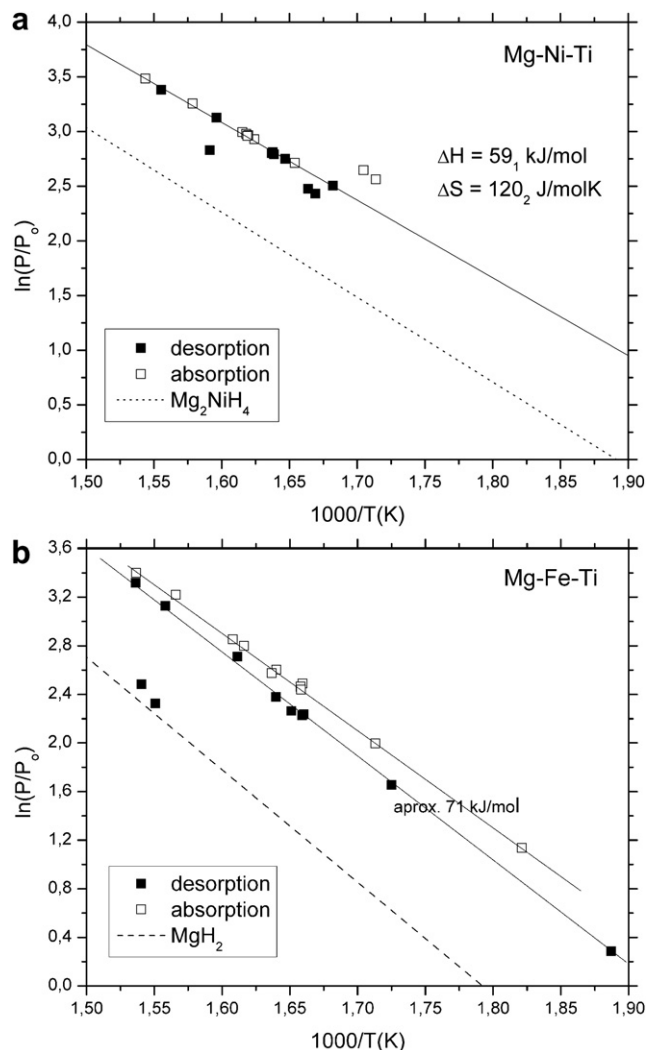 a
4,0
3,5
3,0
2,5
2,0
1,5
1,0
0,5
0,0
ln(P/Po)
Mg-Ni-Ti
ΔH = 59₁ kJ/mol
ΔS = 120₂ J/molK
desorption
absorption
Mg₂NiH₄
1,50 1,55 1,60 1,65 1,70 1,75 1,80 1,85 1,90
1000/T(K)
b
3,6
3,2
2,8
2,4
2,0
1,6
1,2
0,8
0,4
0,0
ln(P/Po)
Mg-Fe-Ti
aprox. 71 kJ/mol
desorption
absorption
MgH₂
1,50 1,55 1,60 1,65 1,70 1,75 1,80 1,85 1,90
1000/T(K)